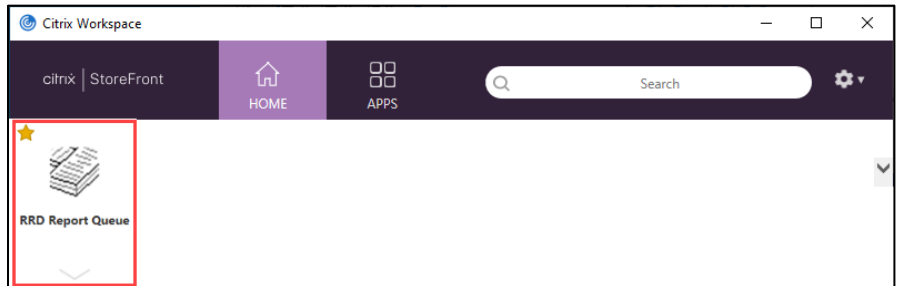 Citrix Workspace
citrix | StoreFront
HOME
APPS
Search
RRD Report Queue